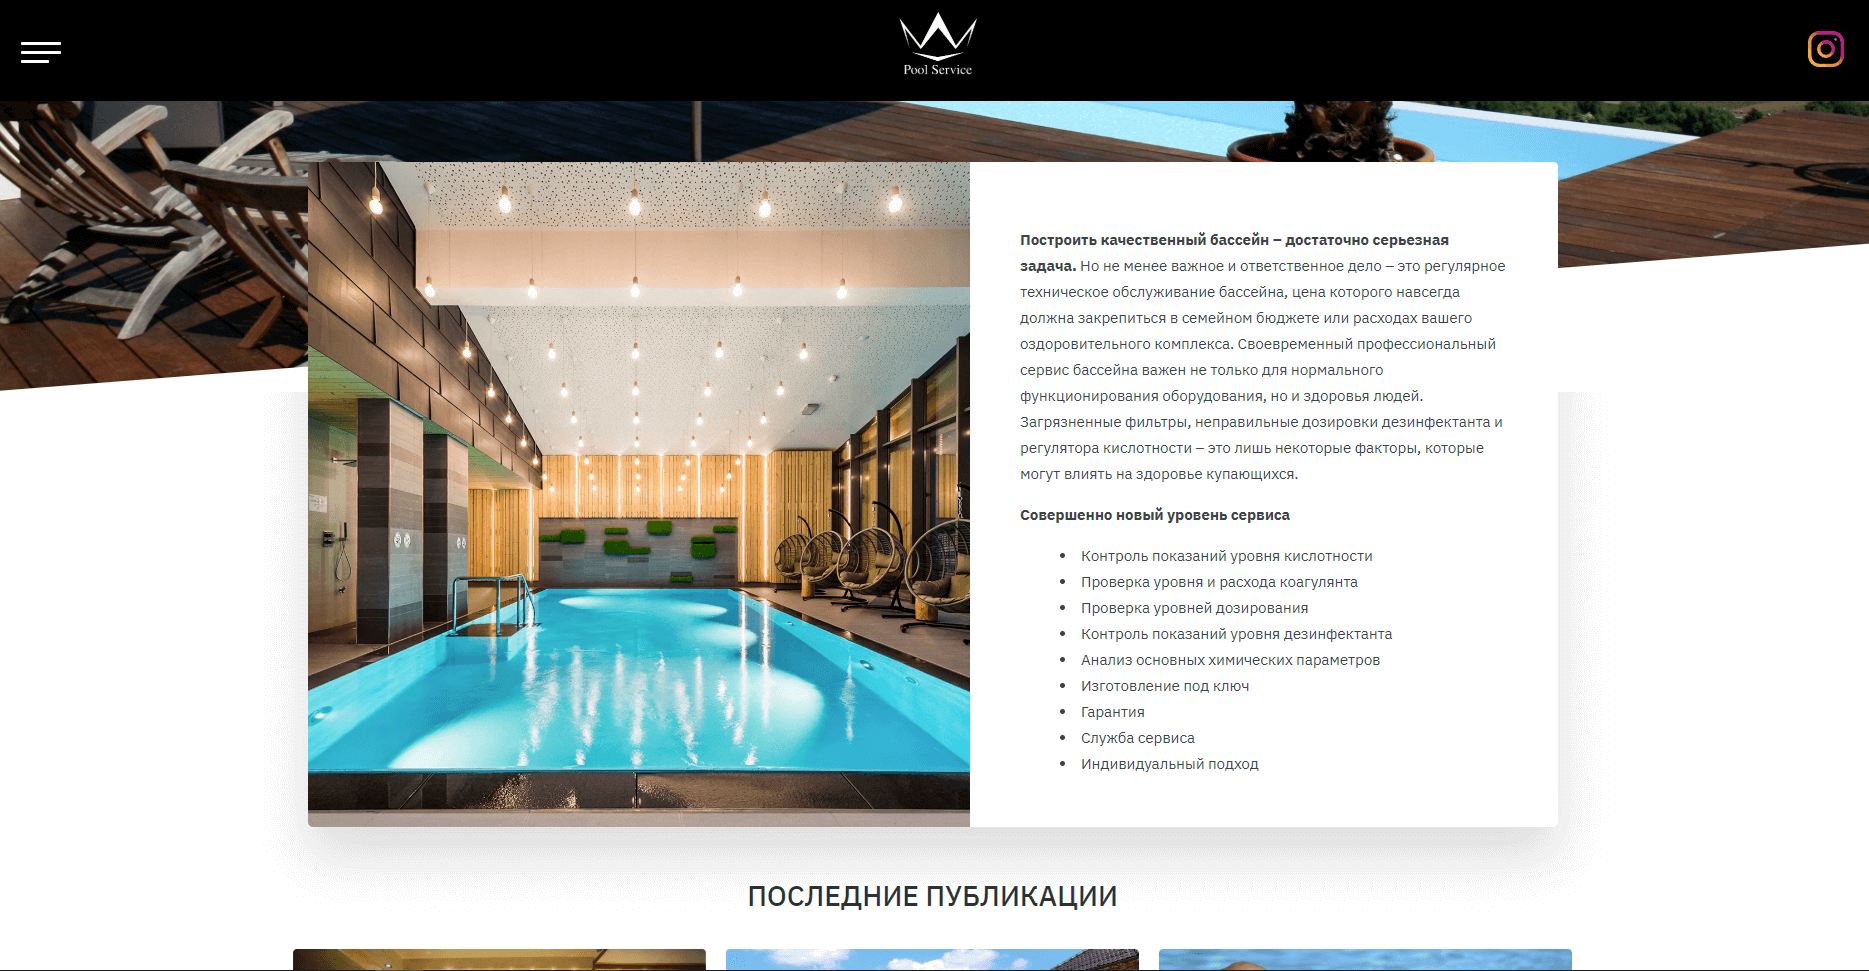 Pool Service
Построить качественный бассейн – достаточно серьезная
задача. Но не менее важное и ответственное дело – это регулярное
техническое обслуживание бассейна, цена которого навсегда
должна закрепиться в семейном бюджете или расходах вашего
оздоровительного комплекса. Своевременный профессиональный
сервис бассейна важен не только для нормального
функционирования оборудования, но и здоровья людей.
Загрязненные фильтры, неправильные дозировки дезинфектанта и
регулятора кислотности – это лишь некоторые факторы, которые
могут влиять на здоровье купающихся.
Совершенно новый уровень сервиса
• Контроль показаний уровня кислотности
• Проверка уровня и расхода коагулянта
• Проверка уровней дозирования
• Контроль показаний уровня дезинфектанта
• Анализ основных химических параметров
• Изготовление под ключ
• Гарантия
• Служба сервиса
• Индивидуальный подход
ПОСЛЕДНИЕ ПУБЛИКАЦИИ